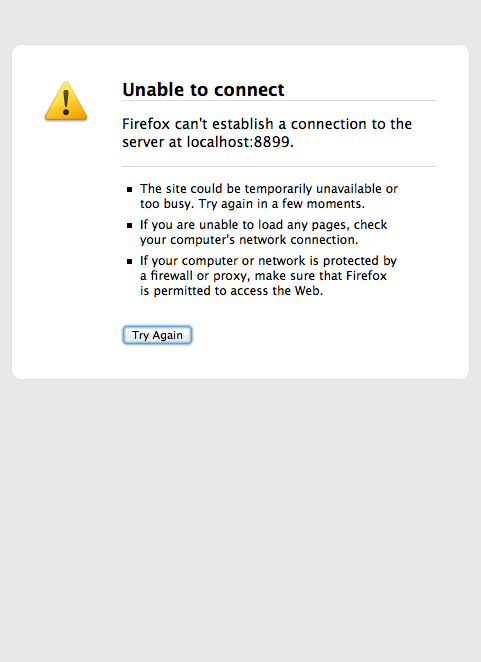 Unable to connect
Firefox can't establish a connection to the
server at localhost:8899.
The site could be temporarily unavailable or
too busy. Try again in a few moments.
If you are unable to load any pages, check
your computer's network connection.
If your computer or network is protected by
a firewall or proxy, make sure that Firefox
is permitted to access the Web.
Try Again